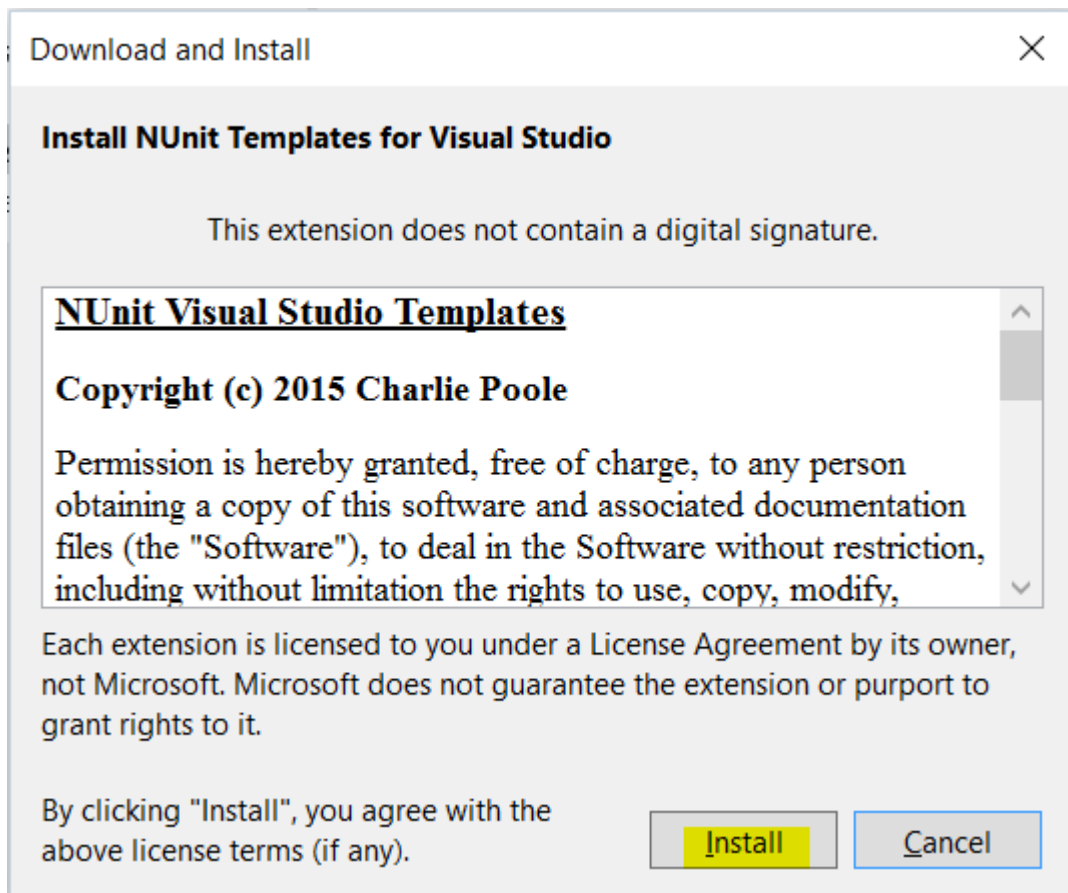 Download and Install
Install NUnit Templates for Visual Studio
This extension does not contain a digital signature.
NUnit Visual Studio Templates
Copyright (c) 2015 Charlie Poole
Permission is hereby granted, free of charge, to any person
obtaining a copy of this software and associated documentation
files (the "Software"), to deal in the Software without restriction,
including without limitation the rights to use, copy, modify,
Each extension is licensed to you under a License Agreement by its owner,
not Microsoft. Microsoft does not guarantee the extension or purport to
grant rights to it.
By clicking "Install", you agree with the
above license terms (if any).
Install
Cancel